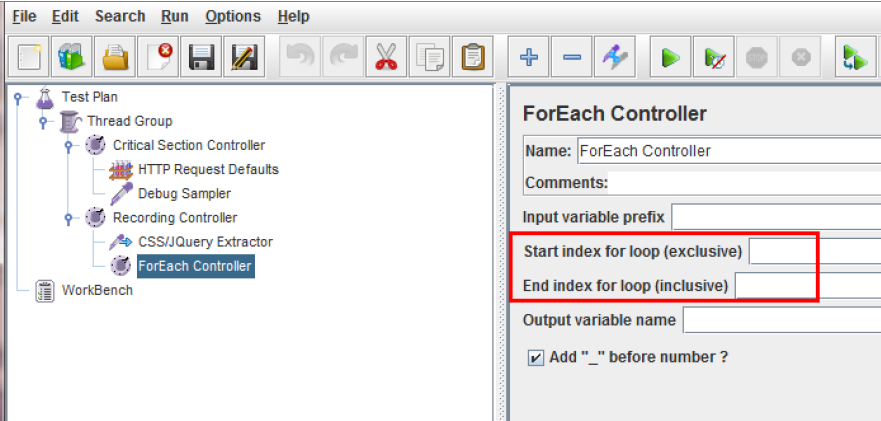 File Edit Search Run Options Help
STOP
Test Plan
Thread Group
Critical Section Controller
HTTP Request Defaults
Debug Sampler
Recording Controller
CSS/JQuery Extractor
ForEach Controller
WorkBench
ForEach Controller
Name: ForEach Controller
Comments:
Input variable prefix
Start index for loop (exclusive)
End index for loop (inclusive)
Output variable name
Add "_" before number ?